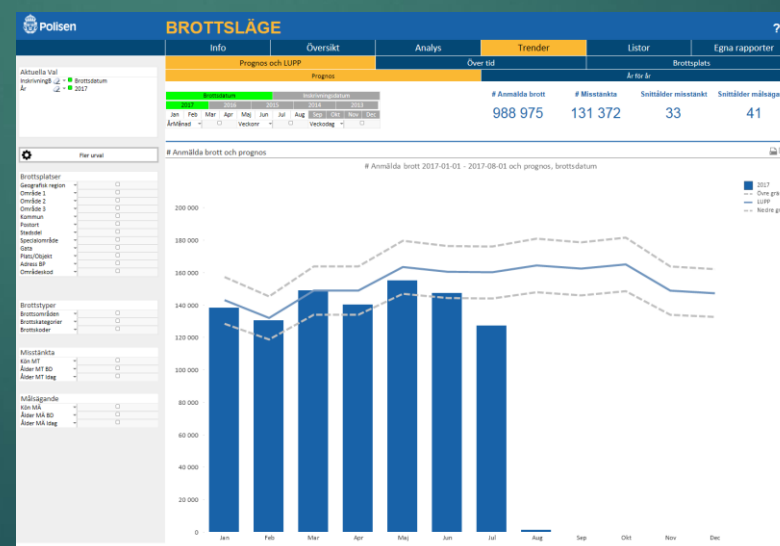 Polisen
BROTTSLÄGE
?
Info Översikt Analys Trender Listor Egna rapporter
Prognos och LUPP Över tid Brottsplats
Prognos År för år
Aktuella Val
InskrivningB Brottsdatum
År 2017
Fler urval
Brottsplatser
Geografisk region
Område 1
Område 2
Område 3
Kommun
Postort
Stadsdel
Specialområde
Gata
Plats/Objekt
Adress BP
Områdeskod
Brottstyper
Brottsområden
Brottskategorier
Brottskoder
Misstänkta
Kön MT
Ålder MT BD
Ålder MT Idag
Målsägande
Kön MÄ
Ålder MÄ BD
Ålder MÄ Idag
Brottsdatum Inskrivningsdatum
2017 2016 2015 2014 2013
Jan Feb Mar Apr Maj Jun Jul Aug Sep Okt Nov Dec
ÅrMånad Veckonr Veckodag
# Anmälda brott # Misstänkta Snittålder misstänkt Snittålder målsäga
988 975 131 372 33 41
# Anmälda brott och prognos
# Anmälda brott 2017-01-01 - 2017-08-01 och prognos, brottsdatum
2017
Övre grä
LUPP
Nedre gr
200 000
180 000
160 000
140 000
120 000
100 000
80 000
60 000
40 000
20 000
0
Jan Feb Mar Apr Maj Jun Jul Aug Sep Okt Nov Dec